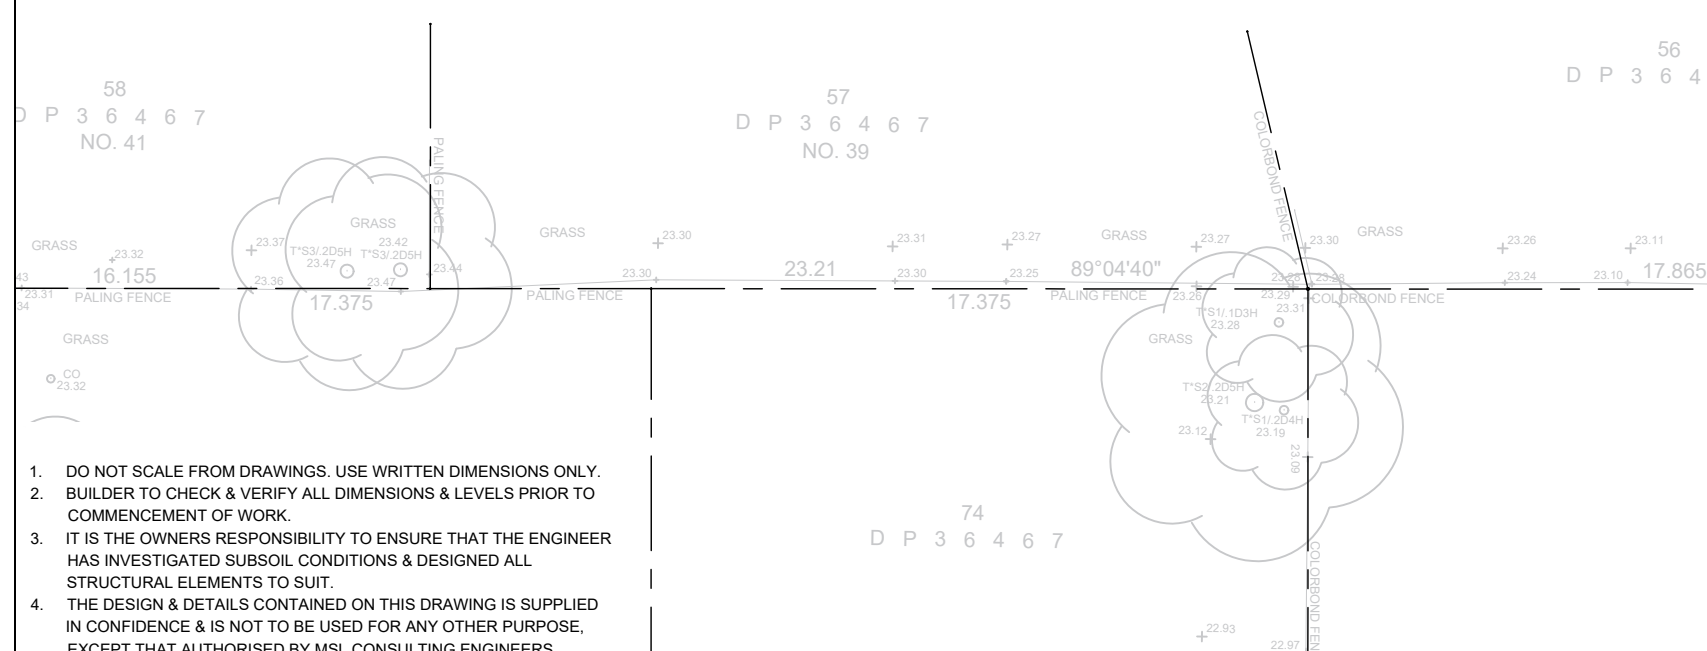 58
D P 3 6 4 6 7
NO. 41
57
D P 3 6 4 6 7
NO. 39
56
D P 3 6 4
PALING FENCE
COLORBOND FENCE
GRASS
23.32
16.155
23.31
PALING FENCE
23.37
23.36
GRASS
T*S3/.2D5H
23.47
23.42
T*S3/.2D5H
23.47
23.44
17.375
GRASS
23.30
23.30
PALING FENCE
23.21
23.31
23.30
23.27
23.25
17.375
GRASS
89°04'40"
PALING FENCE
23.27
23.26
23.30
23.28
23.28
23.29
23.31
COLORBOND FENCE
GRASS
23.26
23.24
23.11
23.10
17.865
GRASS
CO
23.32
T*S1/.1D3H
23.28
GRASS
T*S2/.2D5H
23.21
T*S1/.2D4H
23.19
23.12
23.09
74
D P 3 6 4 6 7
COLORBOND FEN
22.93
22.97
1. DO NOT SCALE FROM DRAWINGS. USE WRITTEN DIMENSIONS ONLY.
2. BUILDER TO CHECK & VERIFY ALL DIMENSIONS & LEVELS PRIOR TO
COMMENCEMENT OF WORK.
3. IT IS THE OWNERS RESPONSIBILITY TO ENSURE THAT THE ENGINEER
HAS INVESTIGATED SUBSOIL CONDITIONS & DESIGNED ALL
STRUCTURAL ELEMENTS TO SUIT.
4. THE DESIGN & DETAILS CONTAINED ON THIS DRAWING IS SUPPLIED
IN CONFIDENCE & IS NOT TO BE USED FOR ANY OTHER PURPOSE,
EXCEPT THAT AUTHORISED BY MSL CONSULTING ENGINEERS